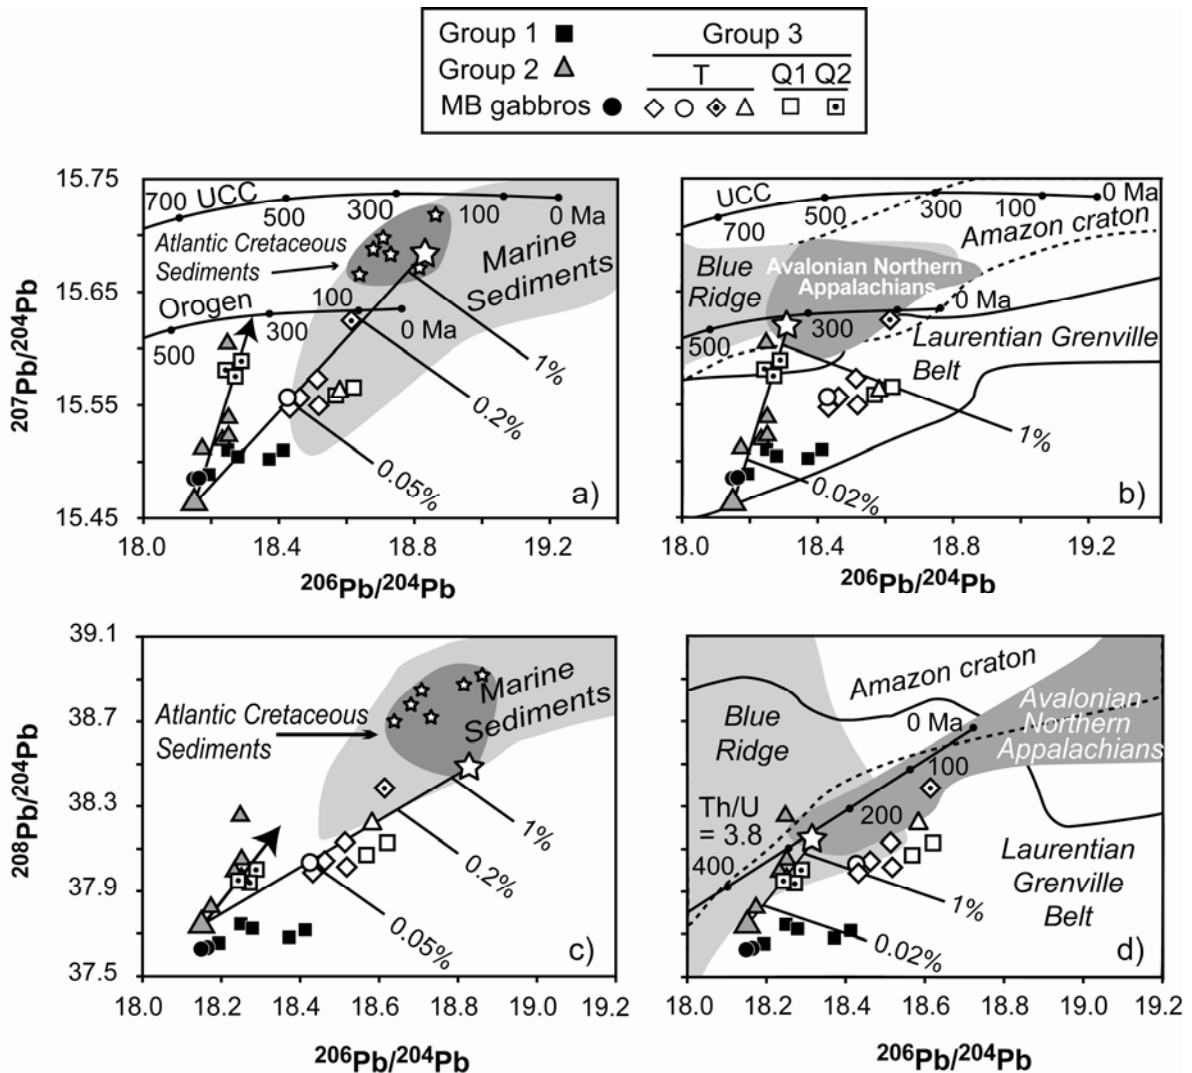 Group 1
Group 3
Group 2
T
Q1 Q2
MB gabbros
15.75
15.65
15.55
15.45
207Pb/204Pb
700
UCC
500
300
100
0 Ma
Atlantic Cretaceous
Sediments
Marine
Sediments
Orogen
500
300
100
0 Ma
1%
0.2%
0.05%
a)
18.0
18.4
18.8
19.2
206Pb/204Pb
UCC
700
500
300
100
0 Ma
Amazon craton
Blue
Ridge
Avalonian Northern
Appalachians
500
300
0 Ma
Laurentian Grenville
Belt
1%
0.02%
b)
18.0
18.4
18.8
19.2
206Pb/204Pb
39.1
38.7
38.3
37.9
37.5
208Pb/204Pb
Atlantic Cretaceous
Sediments
Marine
Sediments
1%
0.2%
0.05%
c)
18.0
18.2
18.4
18.6
18.8
19.0
19.2
206Pb/204Pb
Amazon craton
Blue
Ridge
0 Ma
Avalonian
Northern
Appalachians
100
Th/U
= 3.8
200
400
Laurentian
Grenville
Belt
1%
0.02%
d)
18.0
18.2
18.4
18.6
18.8
19.0
19.2
206Pb/204Pb